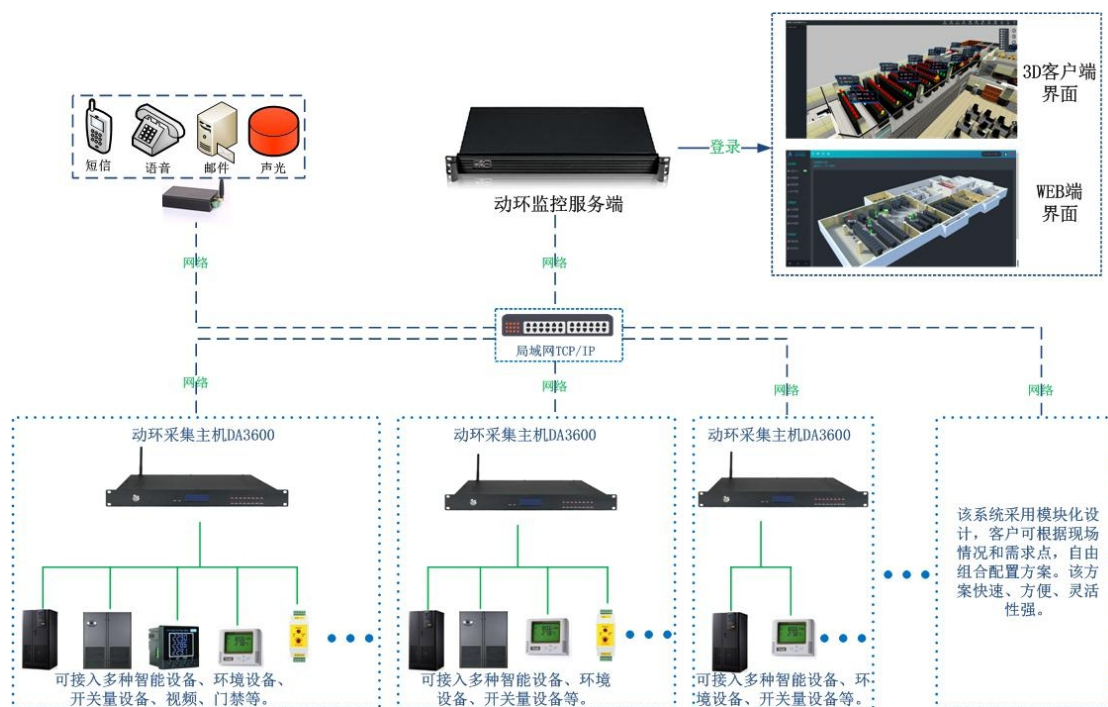 3D客户端
界面
短信
语音
邮件
声光
登录
动环监控服务端
WEB端
界面
网络
网络
局域网TCP/IP
网络
网络
网络
网络
动环采集主机DA3600
动环采集主机DA3600
动环采集主机DA3600
该系统采用模块化设
计，客户可根据现场
情况和需求点，自由
组合配置方案。该方
案快速、方便、灵活
性强。
可接入多种智能设备、环境设备、
开关量设备、视频、门禁等。
可接入多种智能设备、环境
设备、开关量设备等。
可接入多种智能设备、环
境设备、开关量设备等。